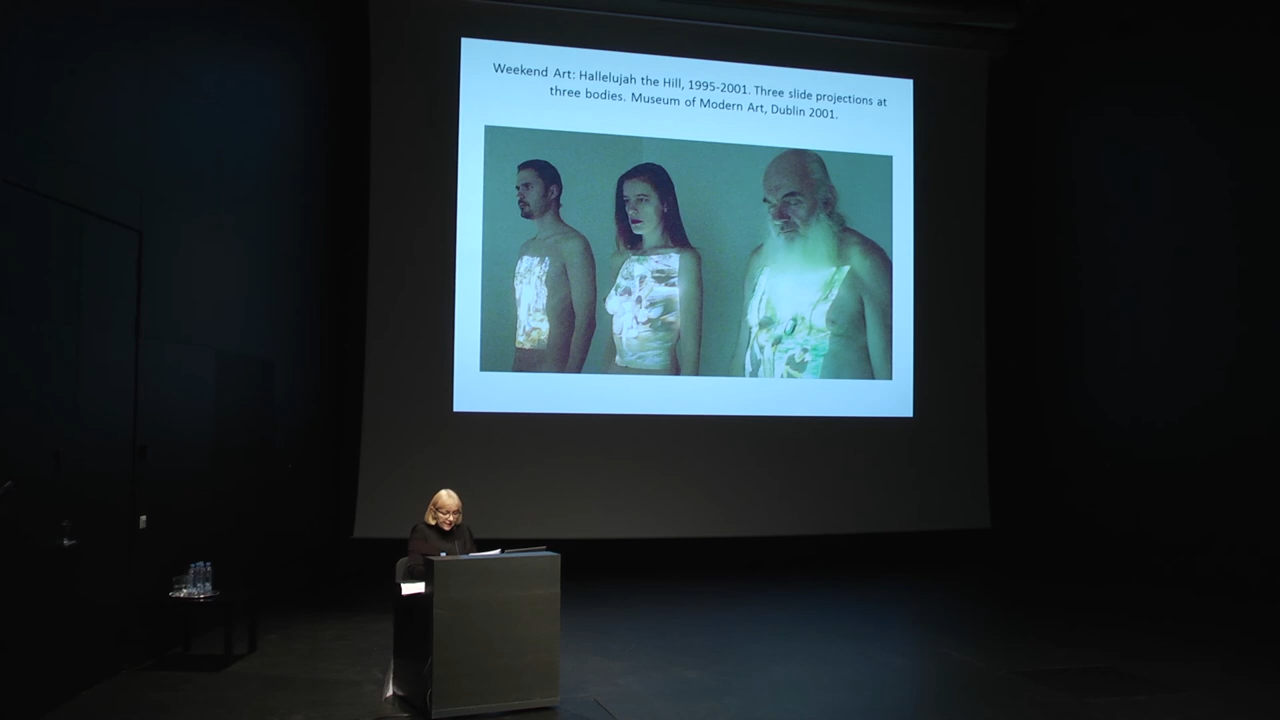 Weekend Art: Hallelujah the Hill, 1995-2001. Three slide projections at
three bodies. Museum of Modern Art, Dublin 2001.